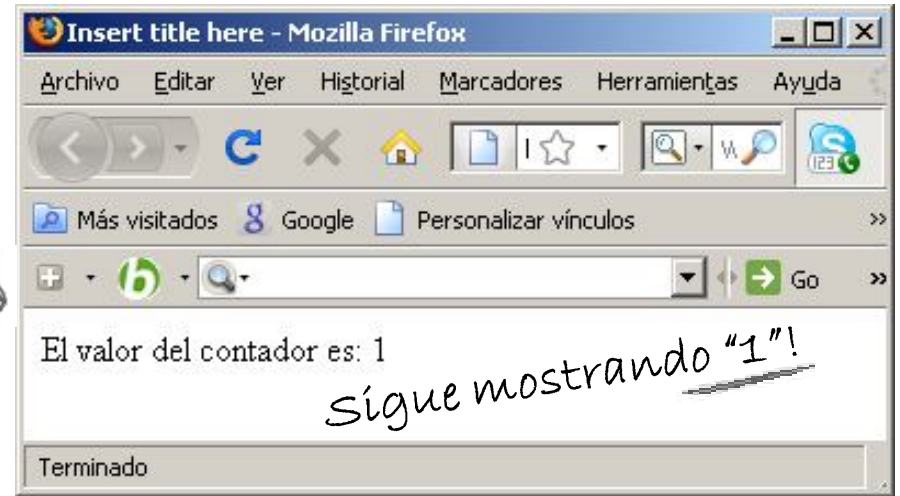 Insert title here - Mozilla Firefox
Archivo Editar Ver Historial Marcadores Herramientas Ayuda
123
Más visitados Google Personalizar vínculos »
Go »
El valor del contador es: 1
Sigue mostrando "1"!
Terminado